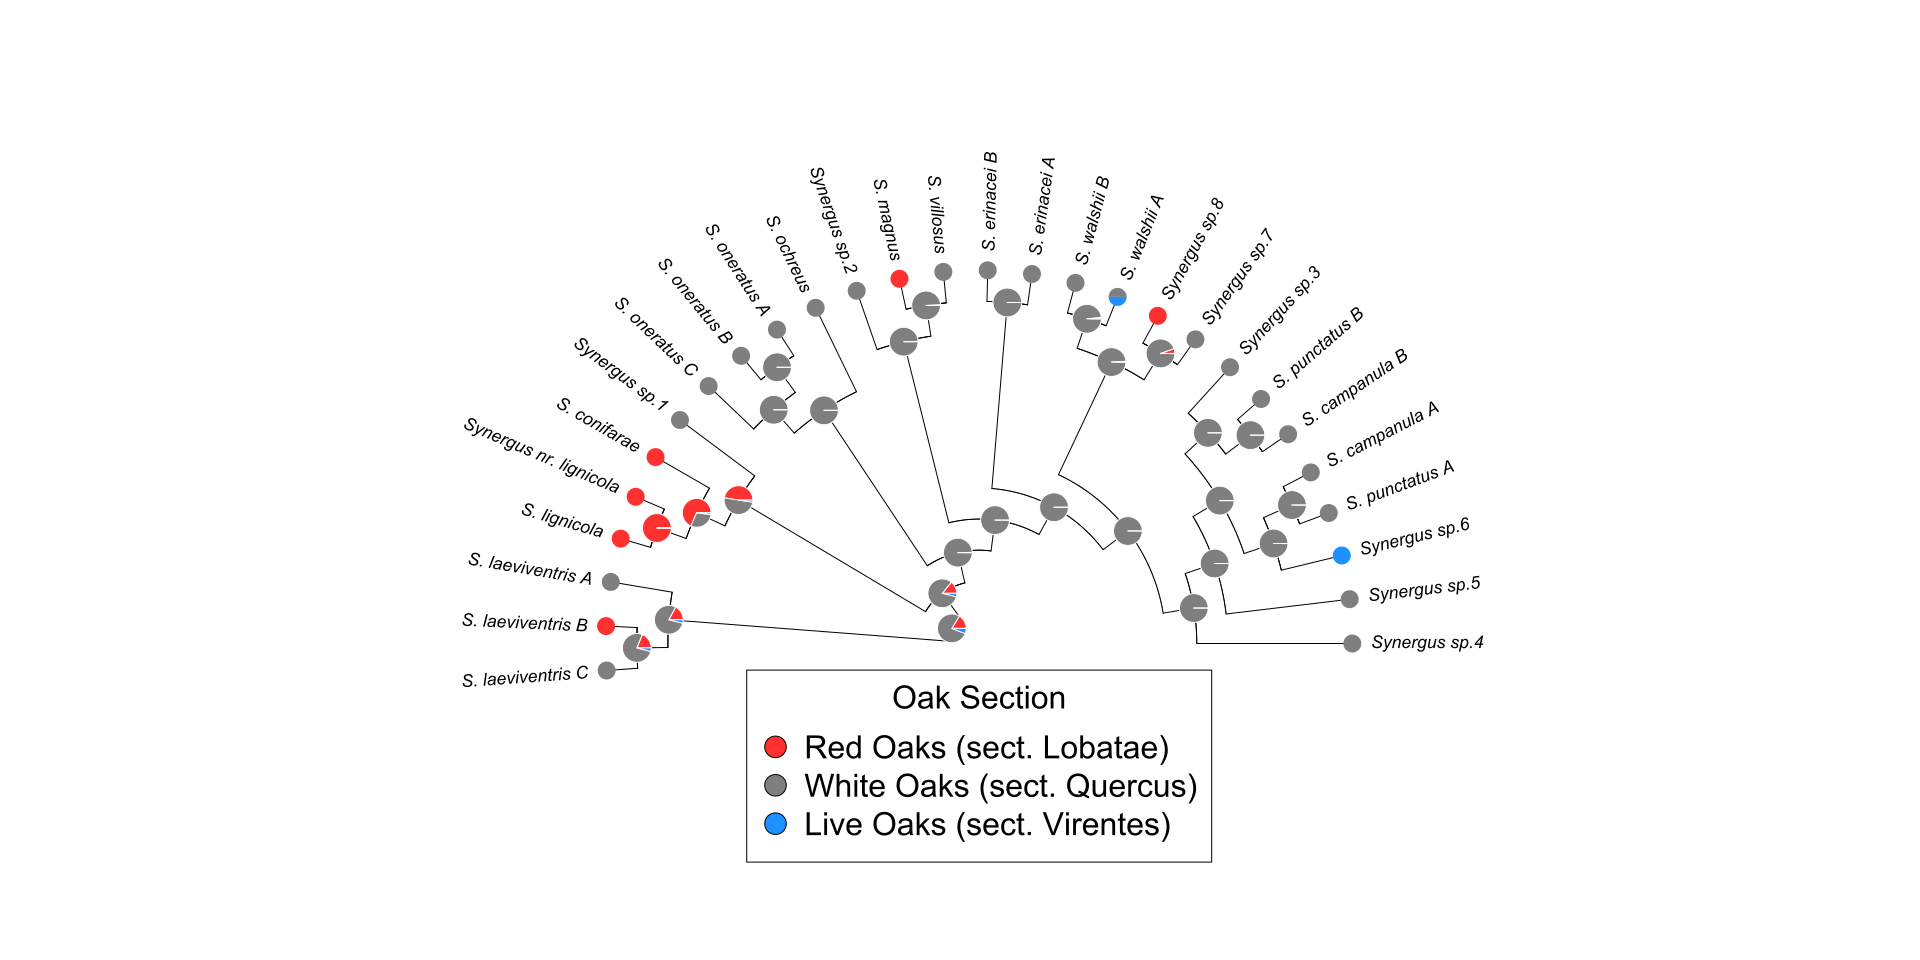 S. laeviventris C
S. laeviventris B
S. laeviventris A
S. lignicola
Synergus nr. lignicola
S. conifarae
Synergus sp.1
S. oneratus C
S. oneratus B
S. oneratus A
S. ochreus
Synergus sp.2
S. magnus
S. villosus
S. erinacei B
S. erinacei A
S. walshii B
S. walshii A
Synergus sp.8
Synergus sp.7
Synergus sp.3
S. punctatus B
S. campanula B
S. campanula A
S. punctatus A
Synergus sp.6
Synergus sp.5
Synergus sp.4
Oak Section
Red Oaks (sect. Lobatae)
White Oaks (sect. Quercus)
Live Oaks (sect. Virentes)